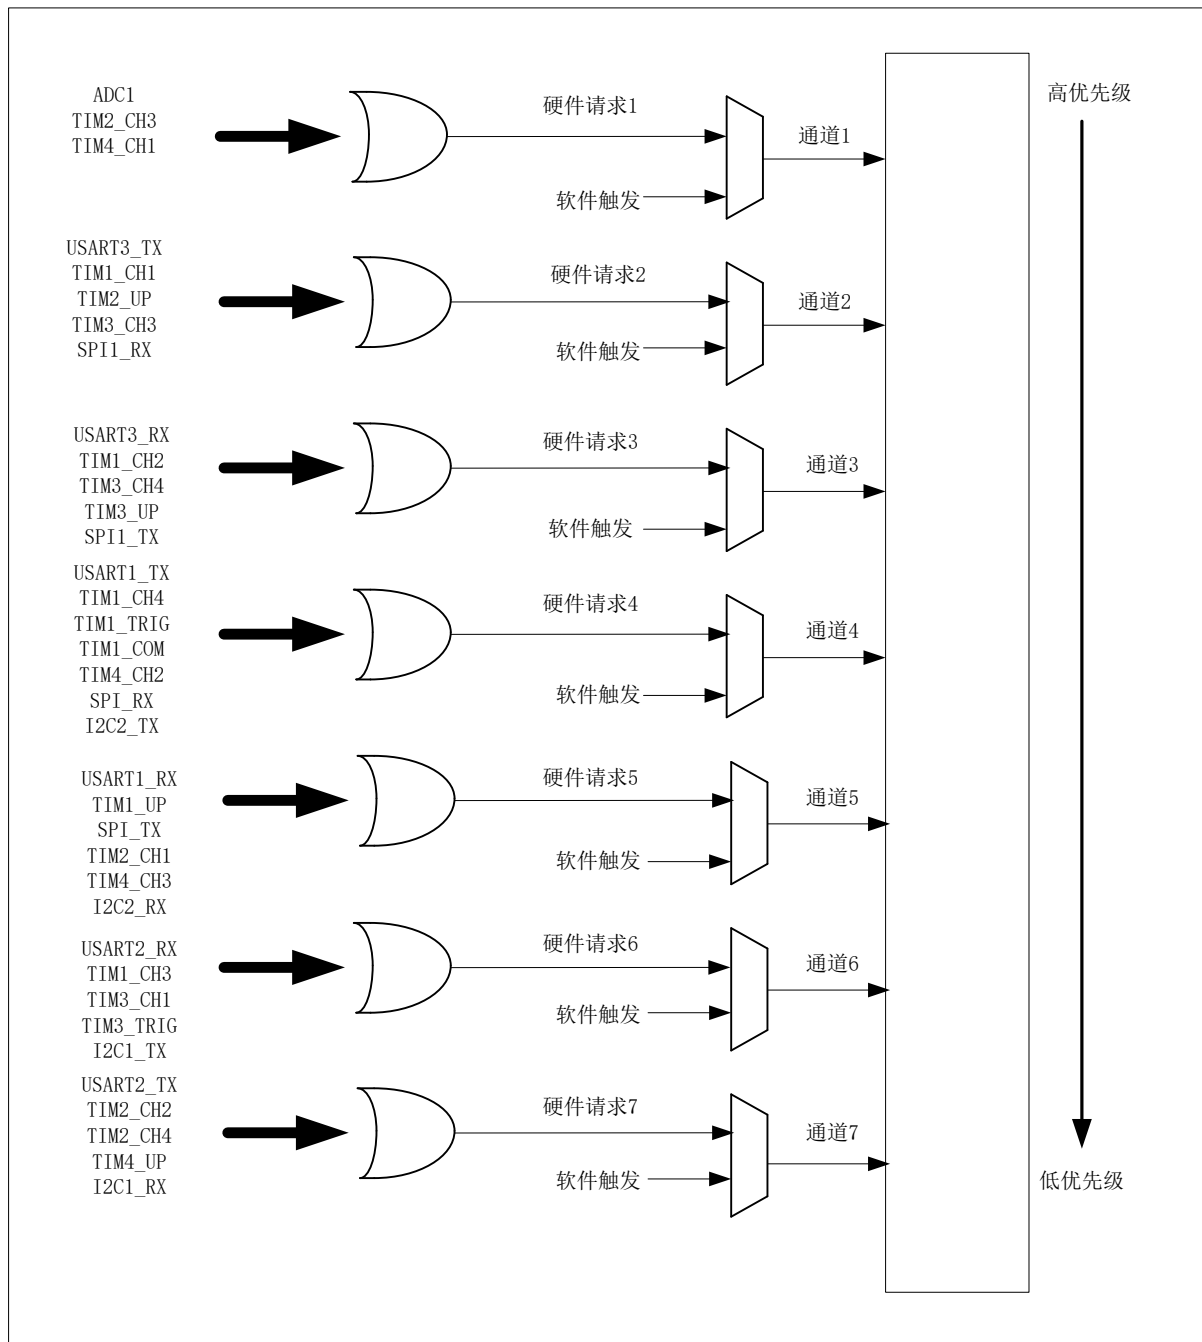 ADC1
TIM2_CH3
TIM4_CH1
硬件请求1
软件触发
通道1
高优先级
USART3_TX
TIM1_CH1
TIM2_UP
TIM3_CH3
SPI1_RX
硬件请求2
软件触发
通道2
USART3_RX
TIM1_CH2
TIM3_CH4
TIM3_UP
SPI1_TX
硬件请求3
软件触发
通道3
USART1_TX
TIM1_CH4
TIM1_TRIG
TIM1_COM
TIM4_CH2
SPI_RX
I2C2_TX
硬件请求4
软件触发
通道4
USART1_RX
TIM1_UP
SPI_TX
TIM2_CH1
TIM4_CH3
I2C2_RX
硬件请求5
软件触发
通道5
USART2_RX
TIM1_CH3
TIM3_CH1
TIM3_TRIG
I2C1_TX
硬件请求6
软件触发
通道6
USART2_TX
TIM2_CH2
TIM2_CH4
TIM4_UP
I2C1_RX
硬件请求7
软件触发
通道7
低优先级